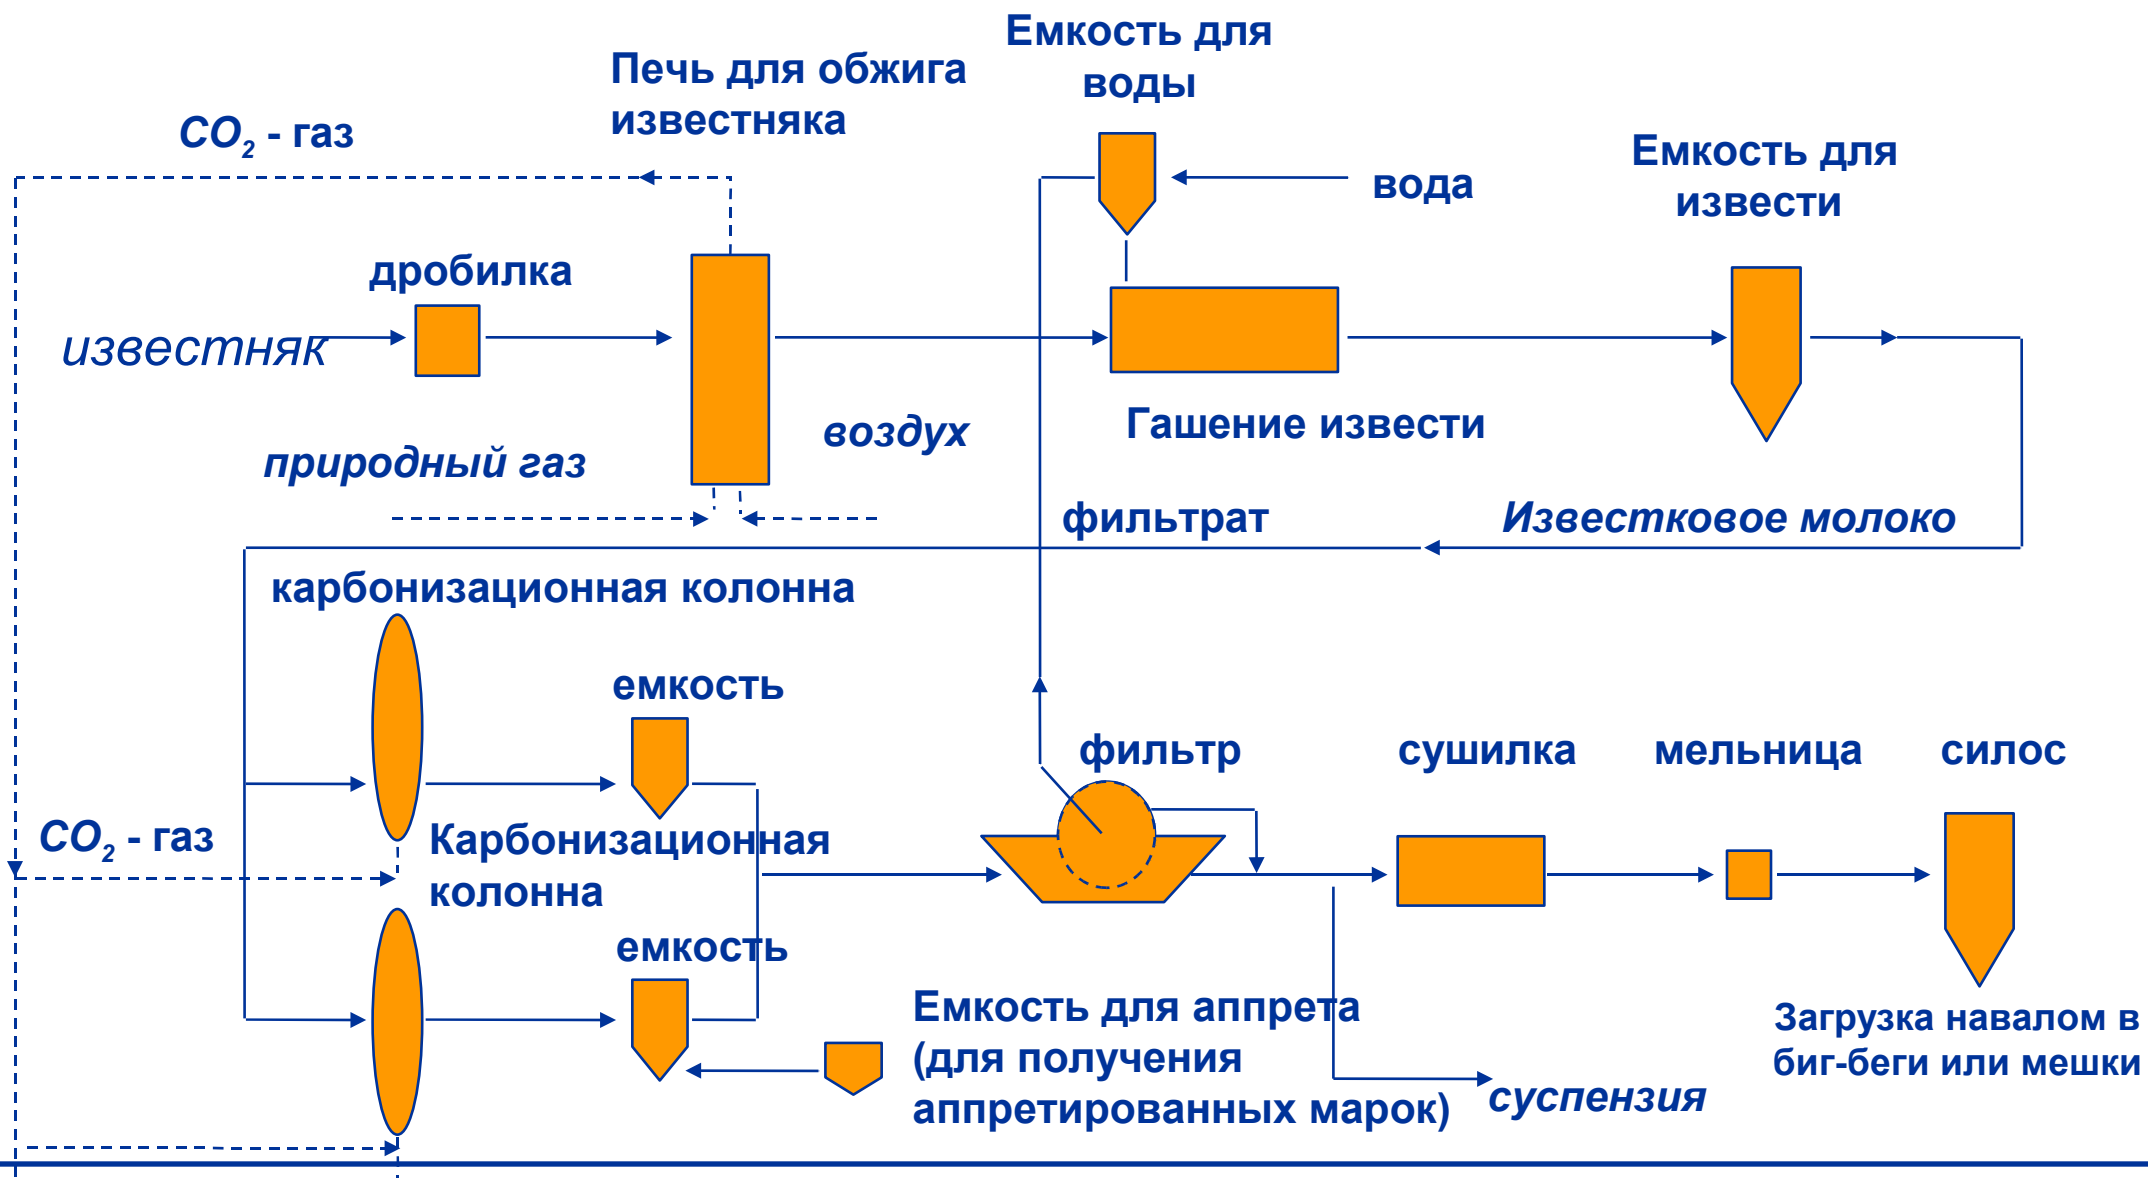 Емкость для
воды
Печь для обжига
известняка
CO2 - газ
Емкость для
извести
вода
дробилка
известняк
Гашение извести
воздух
природный газ
фильтрат
Известковое молоко
карбонизационная колонна
емкость
фильтр
сушилка
мельница
силос
CO2 - газ
Карбонизационная
колонна
емкость
Емкость для аппрета
(для получения
аппретированных марок)
Загрузка навалом в
биг-беги или мешки
суспензия